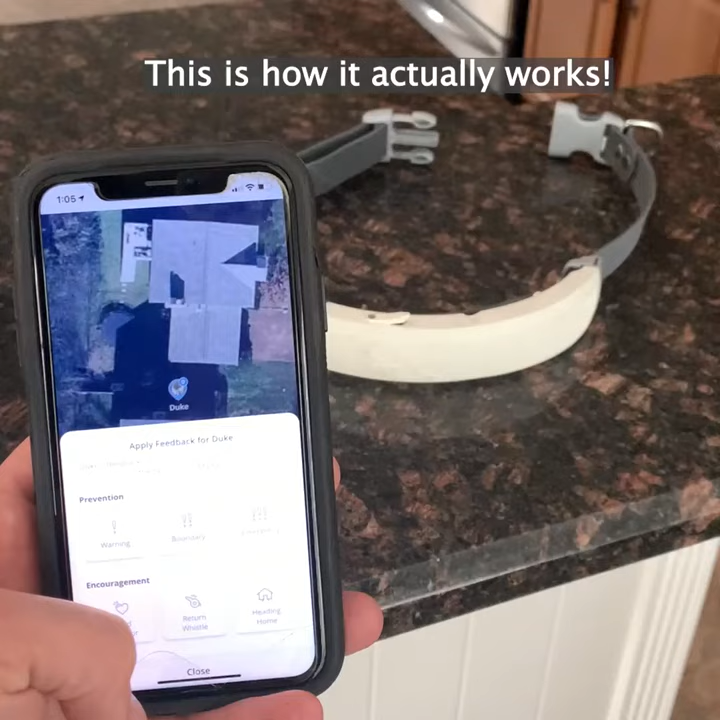 This is how it actually works!
1:05
Duke
Apply Feedback for Duke
Prevention
Warning
Boundary
Encouragement
Return
Whistle
Heading
Home
Close